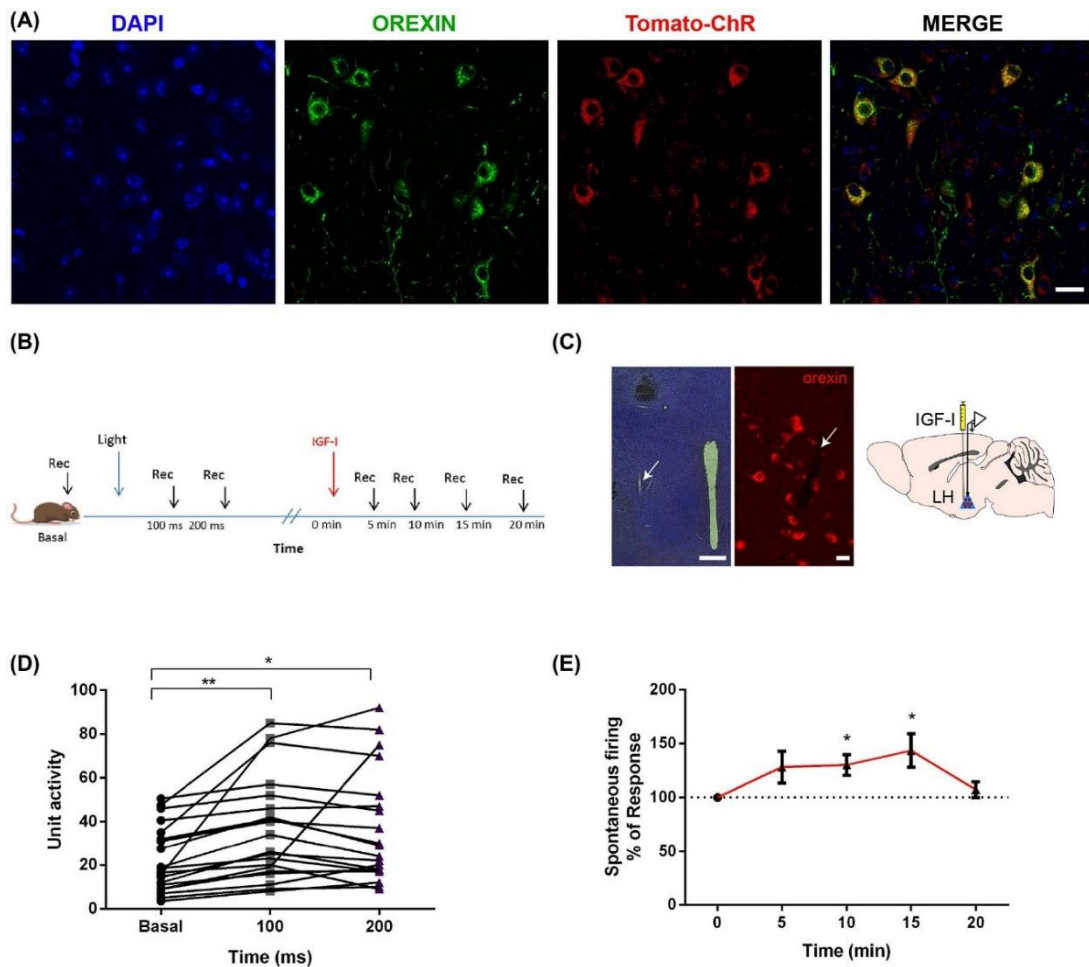 (A)
DAPI OREXIN Tomato-ChR MERGE
(B)
Rec
Basal
Light
Rec
100 ms
Rec
200 ms
Time
IGF-I
0 min
Rec
5 min
Rec
10 min
Rec
15 min
Rec
20 min
(C)
orexin
IGF-I
LH
(D)
*
**
Unit activity
100
80
60
40
20
0
Basal 100 200
Time (ms)
(E)
Spontaneous firing
% of Response
200
150
100
50
0
* *
0 5 10 15 20
Time (min)